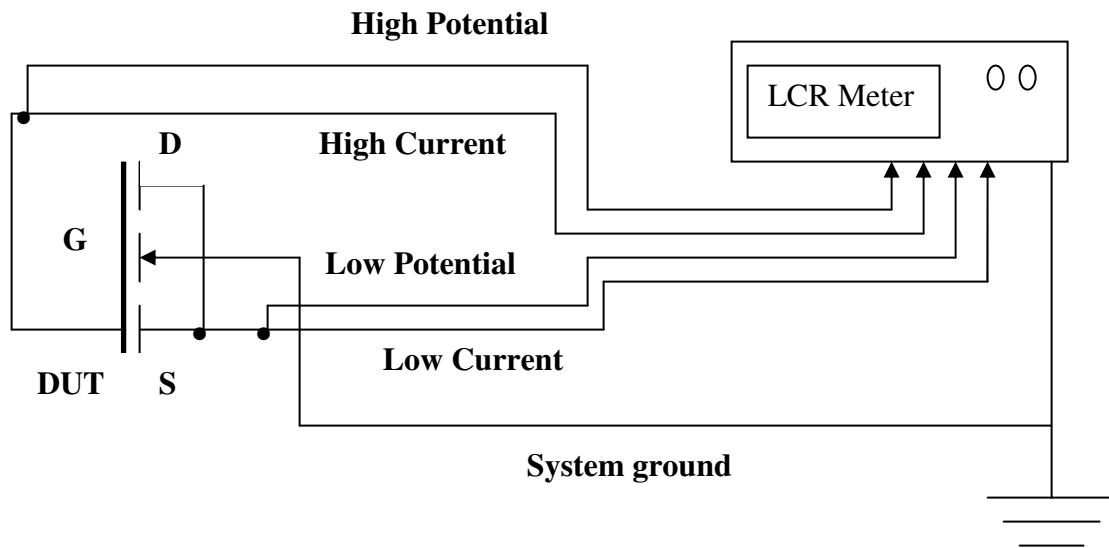 High Potential
LCR Meter
D
High Current
G
Low Potential
Low Current
DUT
S
System ground